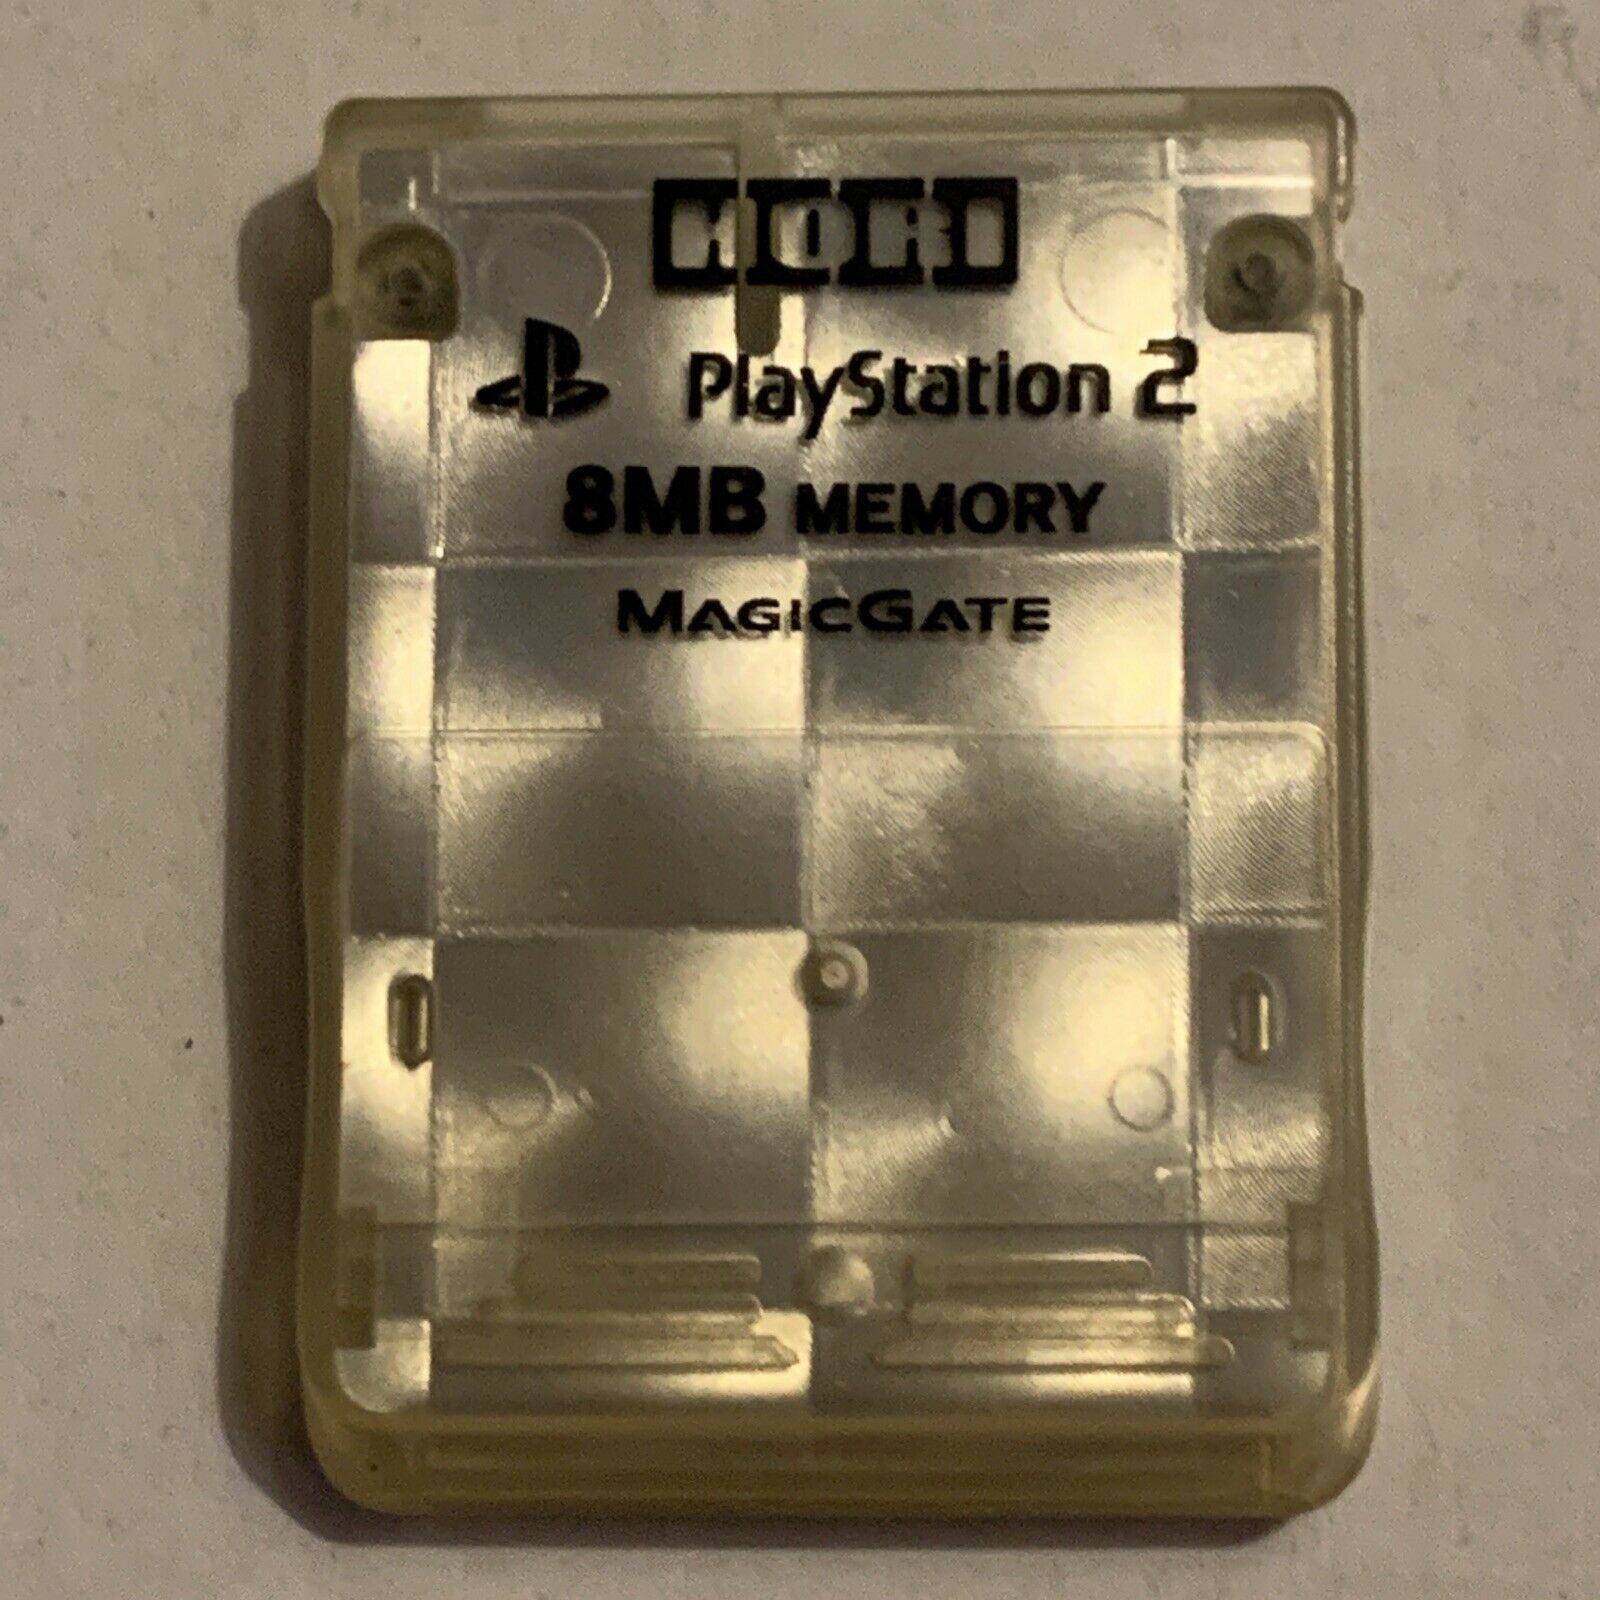 HORI
PlayStation 2
8MB MEMORY
MAGICGATE